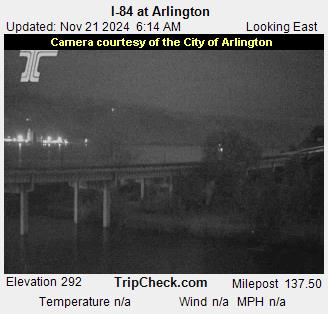 I-84 at Arlington
Updated: Nov 21 2024 6:14 AM Looking East
Camera courtesy of the City of Arlington
Elevation 292 TripCheck.com Milepost 137.50
Temperature n/a Wind n/a MPH n/a